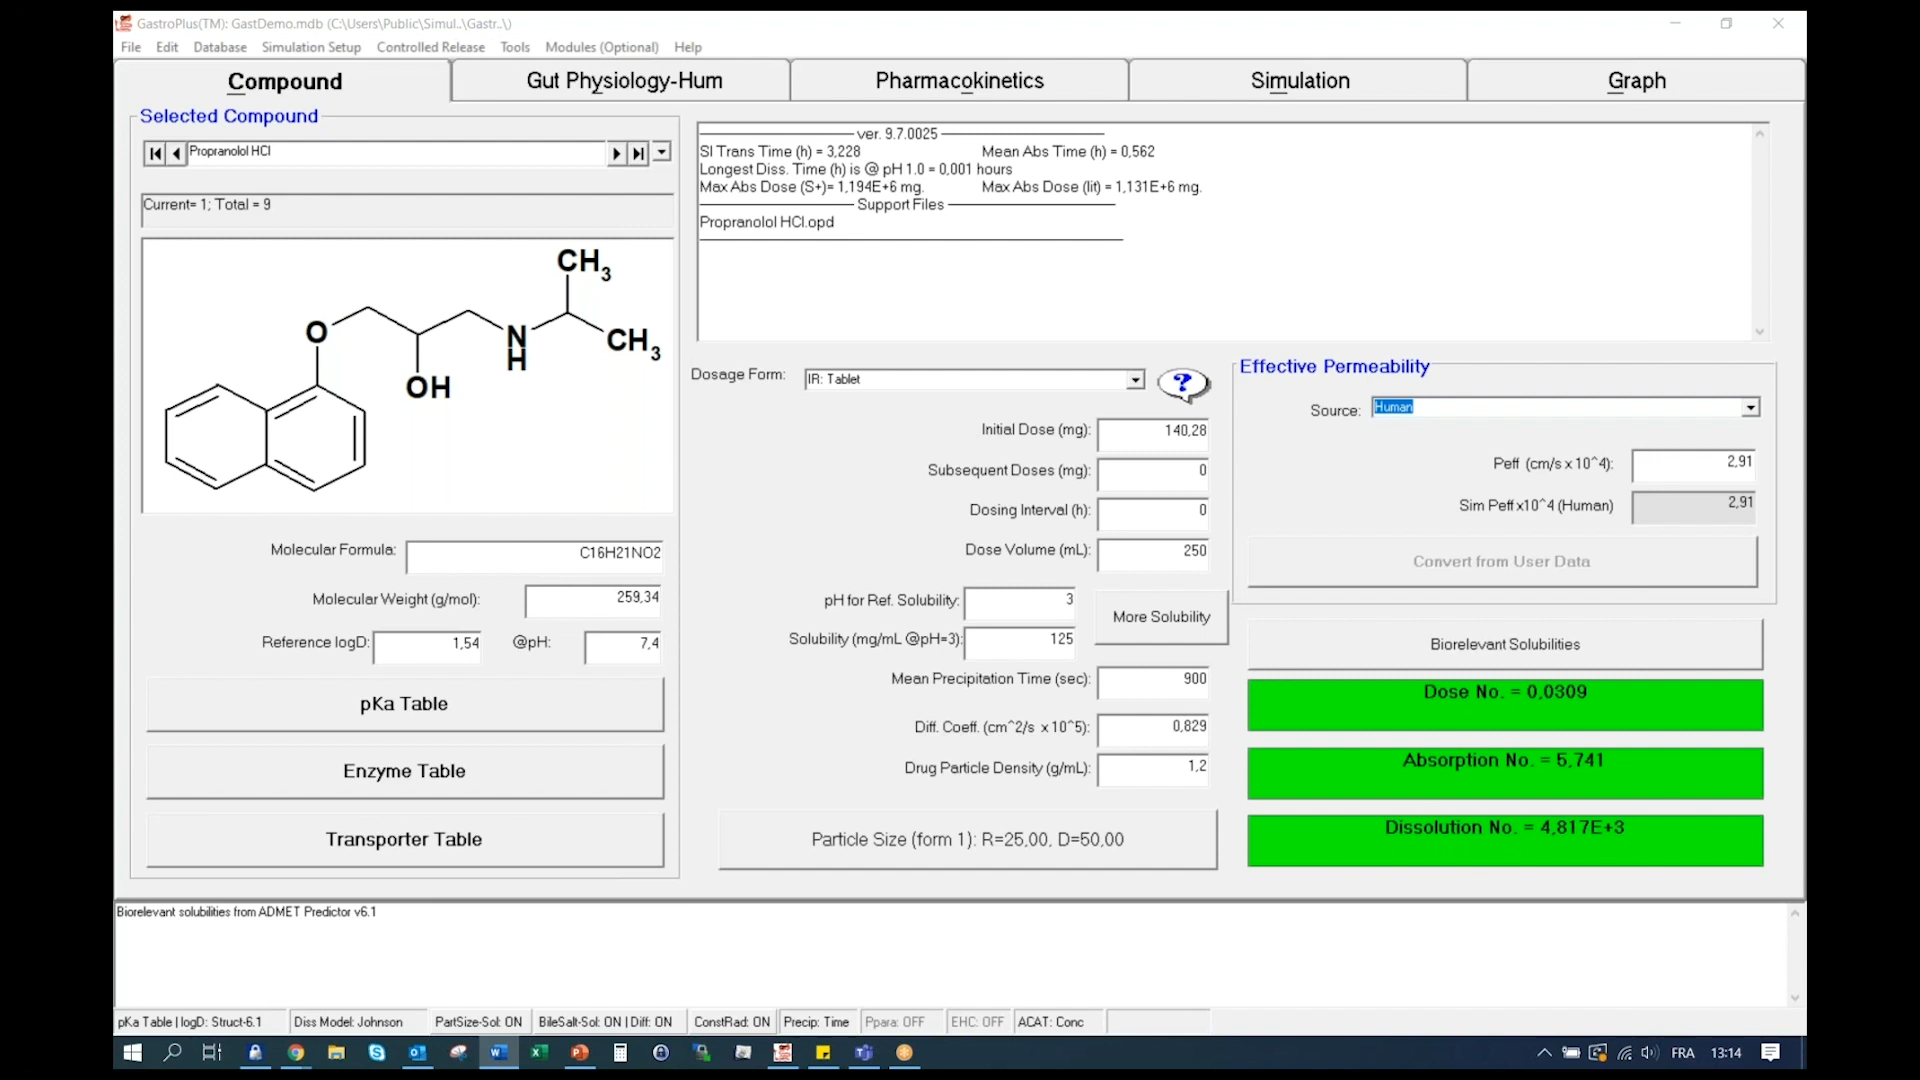 GastroPlus(TM): GastDemo.mdb (C:\Users\Public\Simul..\Gastr..\)
File Edit Database Simulation Setup Controlled Release Tools Modules (Optional) Help
Compound Gut Physiology-Hum Pharmacokinetics Simulation Graph
Selected Compound
Propranolol HCl
Current= 1; Total = 9
CH3
O
N
H
CH3
OH
Molecular Formula: C16H21NO2
Molecular Weight (g/mol): 259,34
Reference logD: 1,54 @pH: 7,4
pKa Table
Enzyme Table
Transporter Table
ver. 9.7.0025
SI Trans Time (h) = 3,228 Mean Abs Time (h) = 0,562
Longest Diss. Time (h) is @ pH 1.0 = 0,001 hours
Max Abs Dose (S+)= 1,194E+6 mg. Max Abs Dose (lit) = 1,131E+6 mg.
Support Files
Propranolol HCl.opd
Dosage Form: IR: Tablet ?
Initial Dose (mg): 140,28
Subsequent Doses (mg): 0
Dosing Interval (h): 0
Dose Volume (mL): 250
pH for Ref. Solubility: 3
Solubility (mg/mL @pH=3): 125
More Solubility
Mean Precipitation Time (sec): 900
Diff. Coeff. (cm^2/s x 10^5): 0,829
Drug Particle Density (g/mL): 1,2
Particle Size (form 1): R=25,00, D=50,00
Effective Permeability
Source: Human
Peff (cm/s x 10^4): 2,91
Sim Peff x10^4 (Human) 2,91
Convert from User Data
Biorelevant Solubilities
Dose No. = 0,0309
Absorption No. = 5,741
Dissolution No. = 4,817E+3
Biorelevant solubilities from ADMET Predictor v6.1
pKa Table | logD: Struct-6.1 Diss Model: Johnson PartSize-Sol: ON BileSalt-Sol: ON | Diff: ON ConstRad: ON Precip: Time Ppara: OFF EHC: OFF ACAT: Conc
FRA 13:14